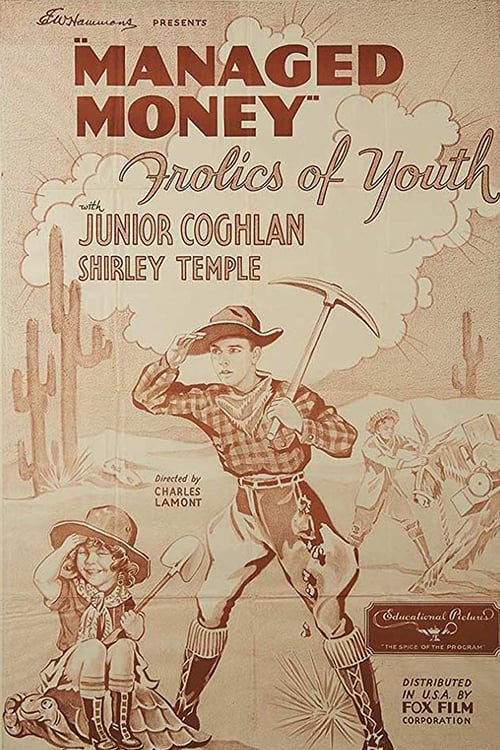 E.W. Hammons PRESENTS
"MANAGED
MONEY"
Frolics of Youth
with
JUNIOR COGHLAN
SHIRLEY TEMPLE
Directed by
CHARLES
LAMONT
Educational Pictures
"THE SPICE OF THE PROGRAM"
DISTRIBUTED
IN U.S.A. BY
FOX FILM
CORPORATION